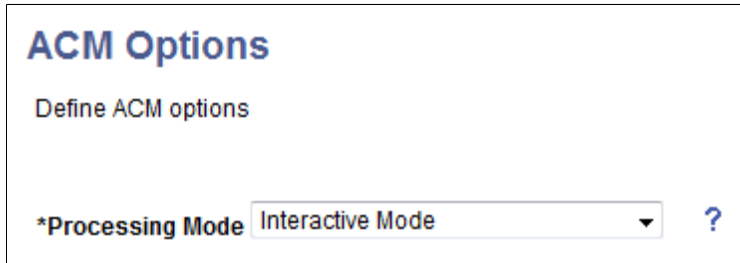 ACM Options
Define ACM options
*Processing Mode Interactive Mode ?